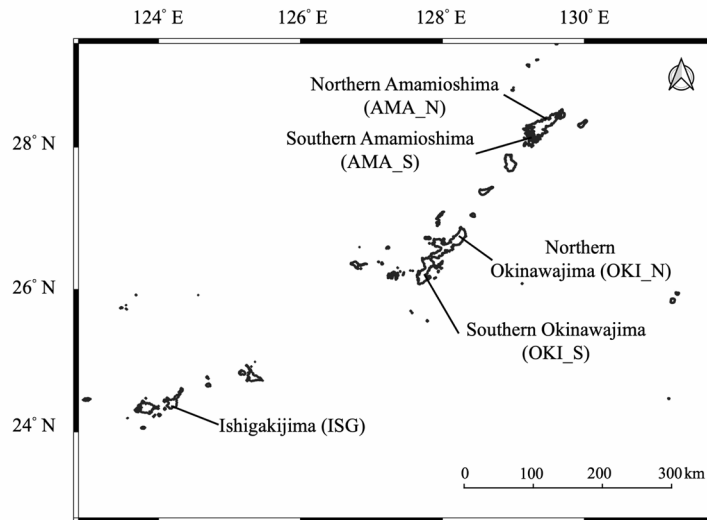 124° E
126° E
128° E
130° E
Northern Amamioshima
(AMA_N)
Southern Amamioshima
(AMA_S)
28° N
Northern
Okinawajima (OKI_N)
26° N
Southern Okinawajima
(OKI_S)
24° N
Ishigakijima (ISG)
0
100
200
300 km